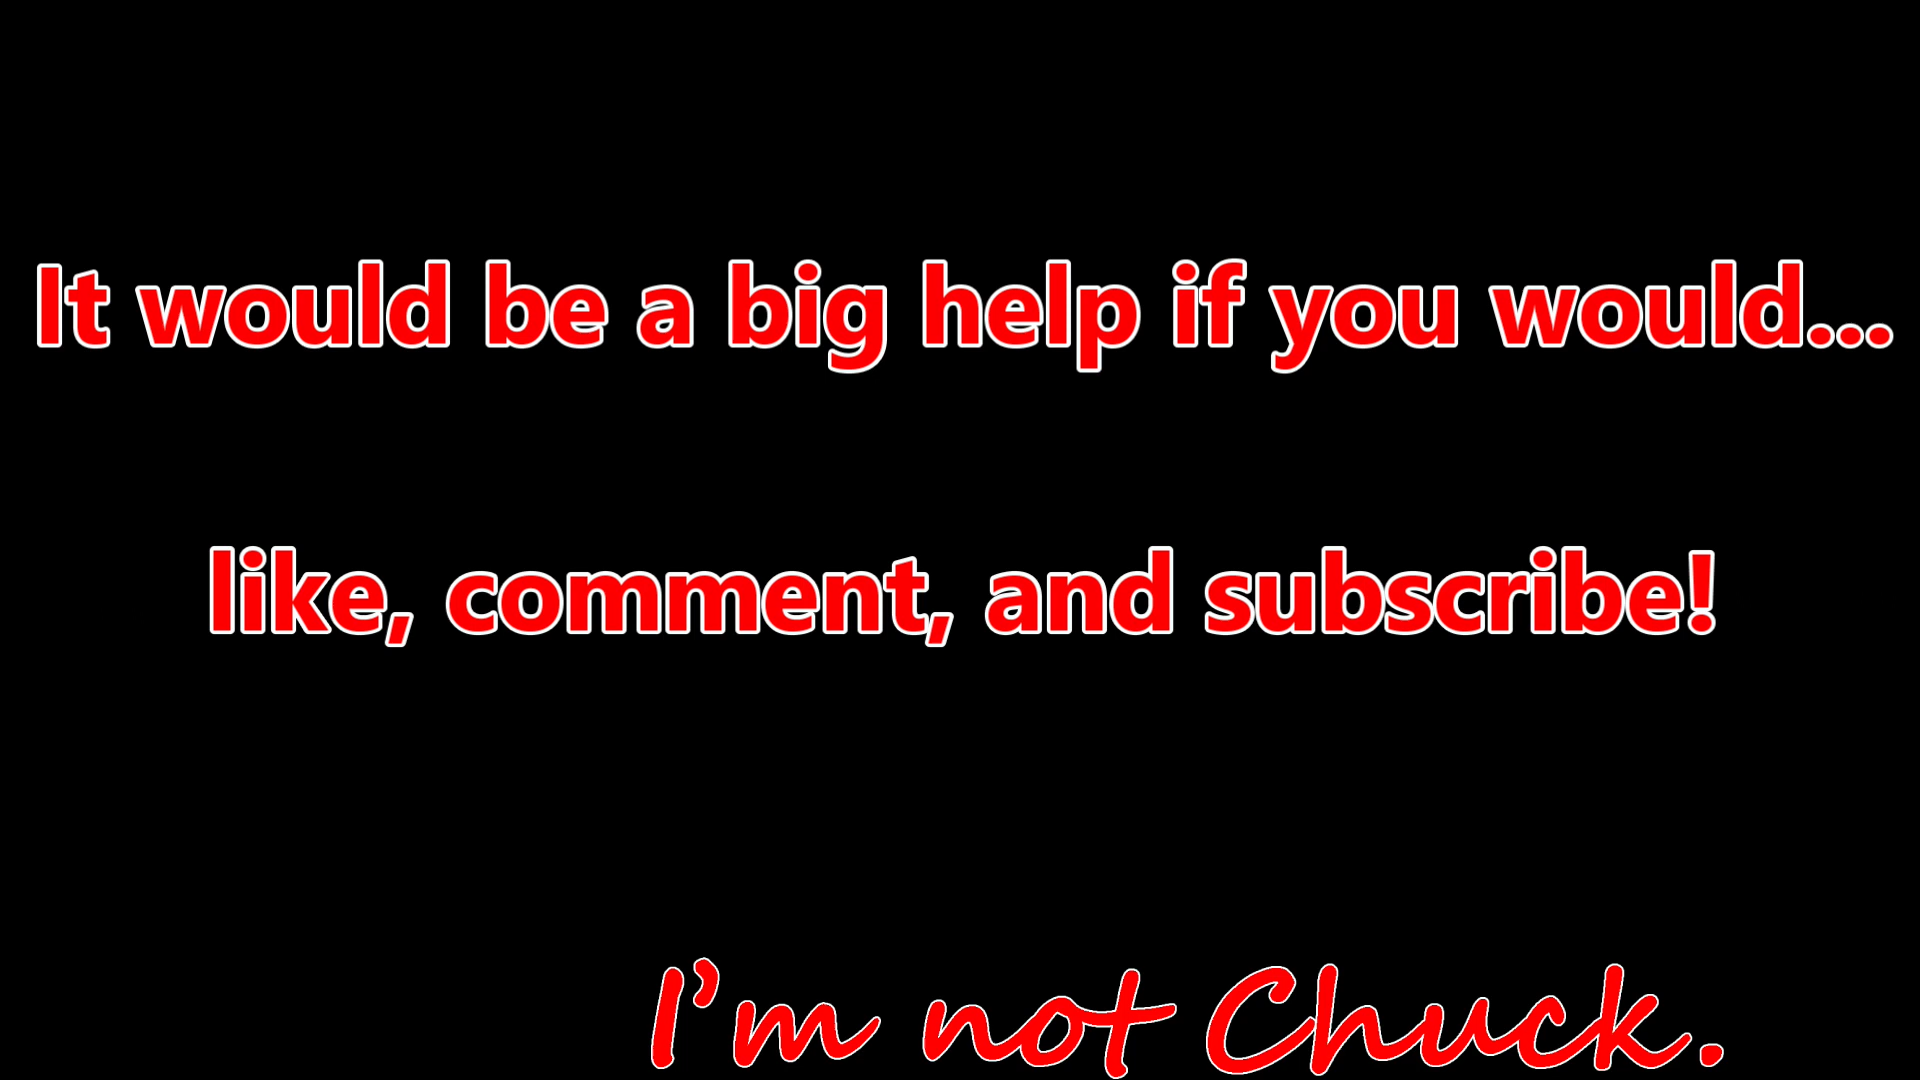 It would be a big help if you would...
like, comment, and subscribe!
I'm not Chuck.